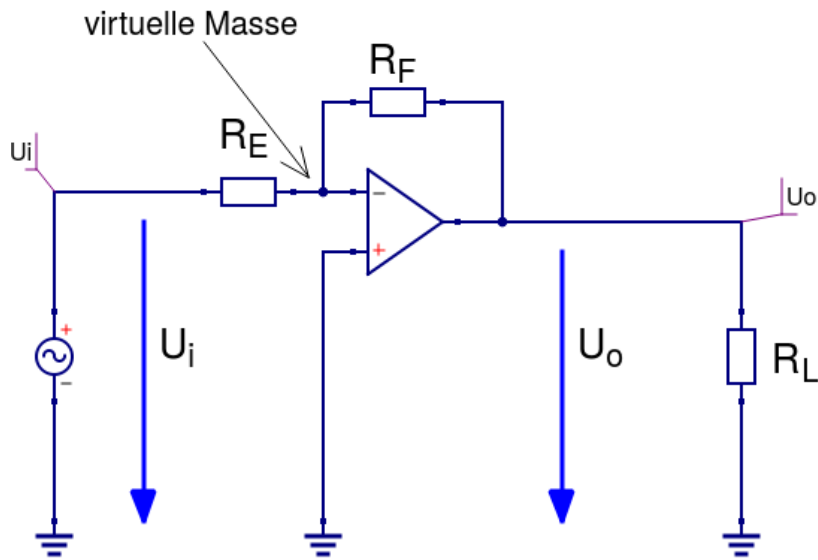 virtuelle Masse
RF
RE
Ui
Uo
−
+
+
−
Ui
Uo
RL